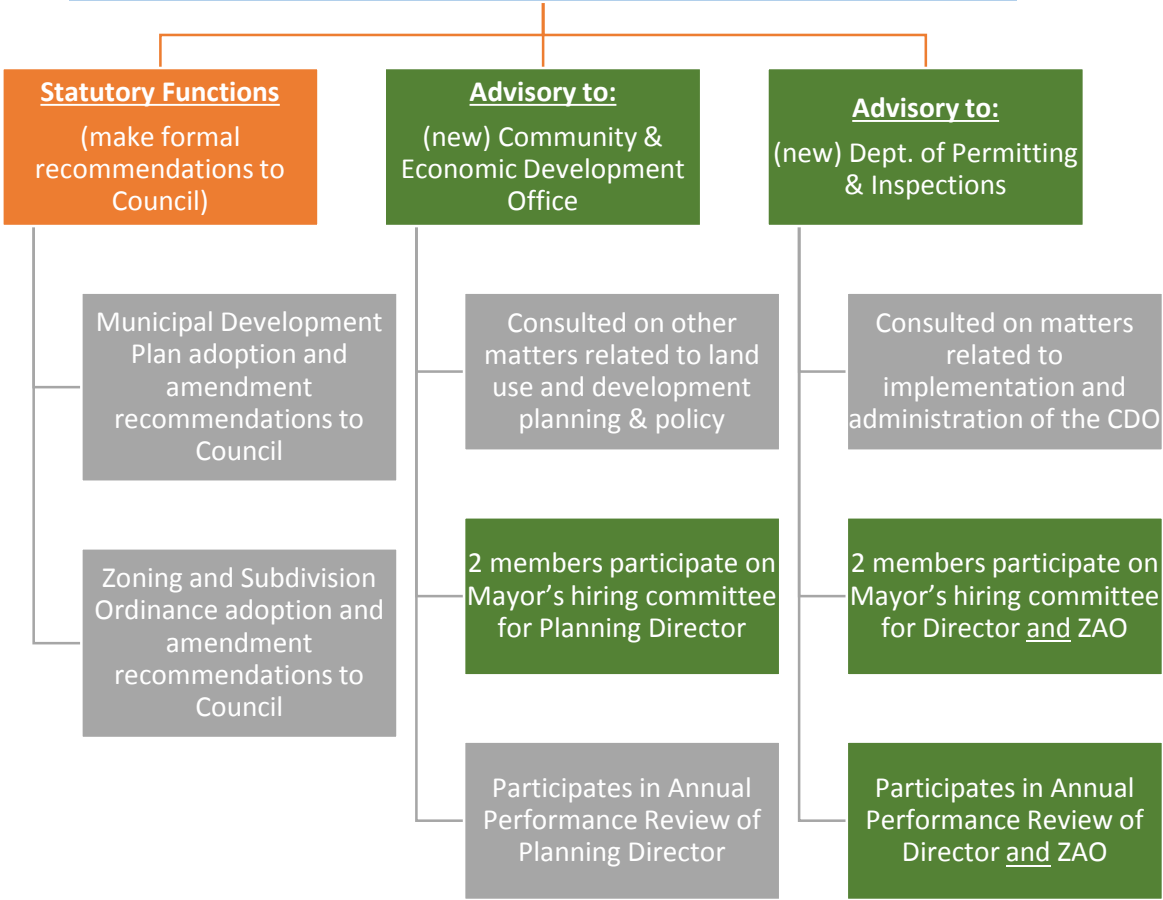 Statutory Functions
(make formal
recommendations to
Council)
Municipal Development
Plan adoption and
amendment
recommendations to
Council
Zoning and Subdivision
Ordinance adoption and
amendment
recommendations to
Council
Advisory to:
(new) Community &
Economic Development
Office
Consulted on other
matters related to land
use and development
planning & policy
2 members participate on
Mayor’s hiring committee
for Planning Director
Participates in Annual
Performance Review of
Planning Director
Advisory to:
(new) Dept. of Permitting
& Inspections
Consulted on matters
related to
implementation and
administration of the CDO
2 members participate on
Mayor’s hiring committee
for Director and ZAO
Participates in Annual
Performance Review of
Director and ZAO